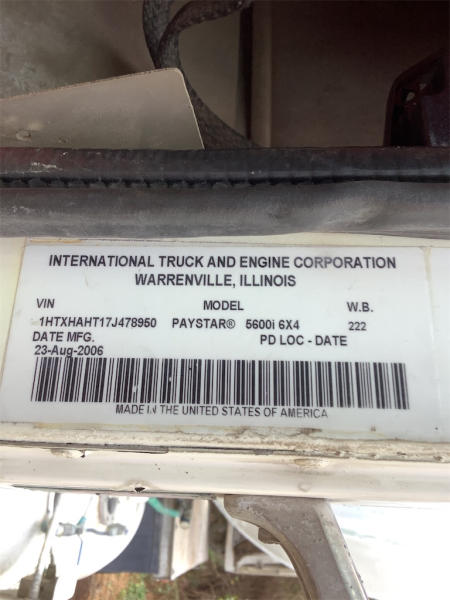 INTERNATIONAL TRUCK AND ENGINE CORPORATION
WARRENVILLE, ILLINOIS
VIN MODEL W.B.
1HTXHAHT17J478950 PAYSTAR® 5600i 6X4 222
DATE MFG. PD LOC - DATE
23-Aug-2006
MADE IN THE UNITED STATES OF AMERICA